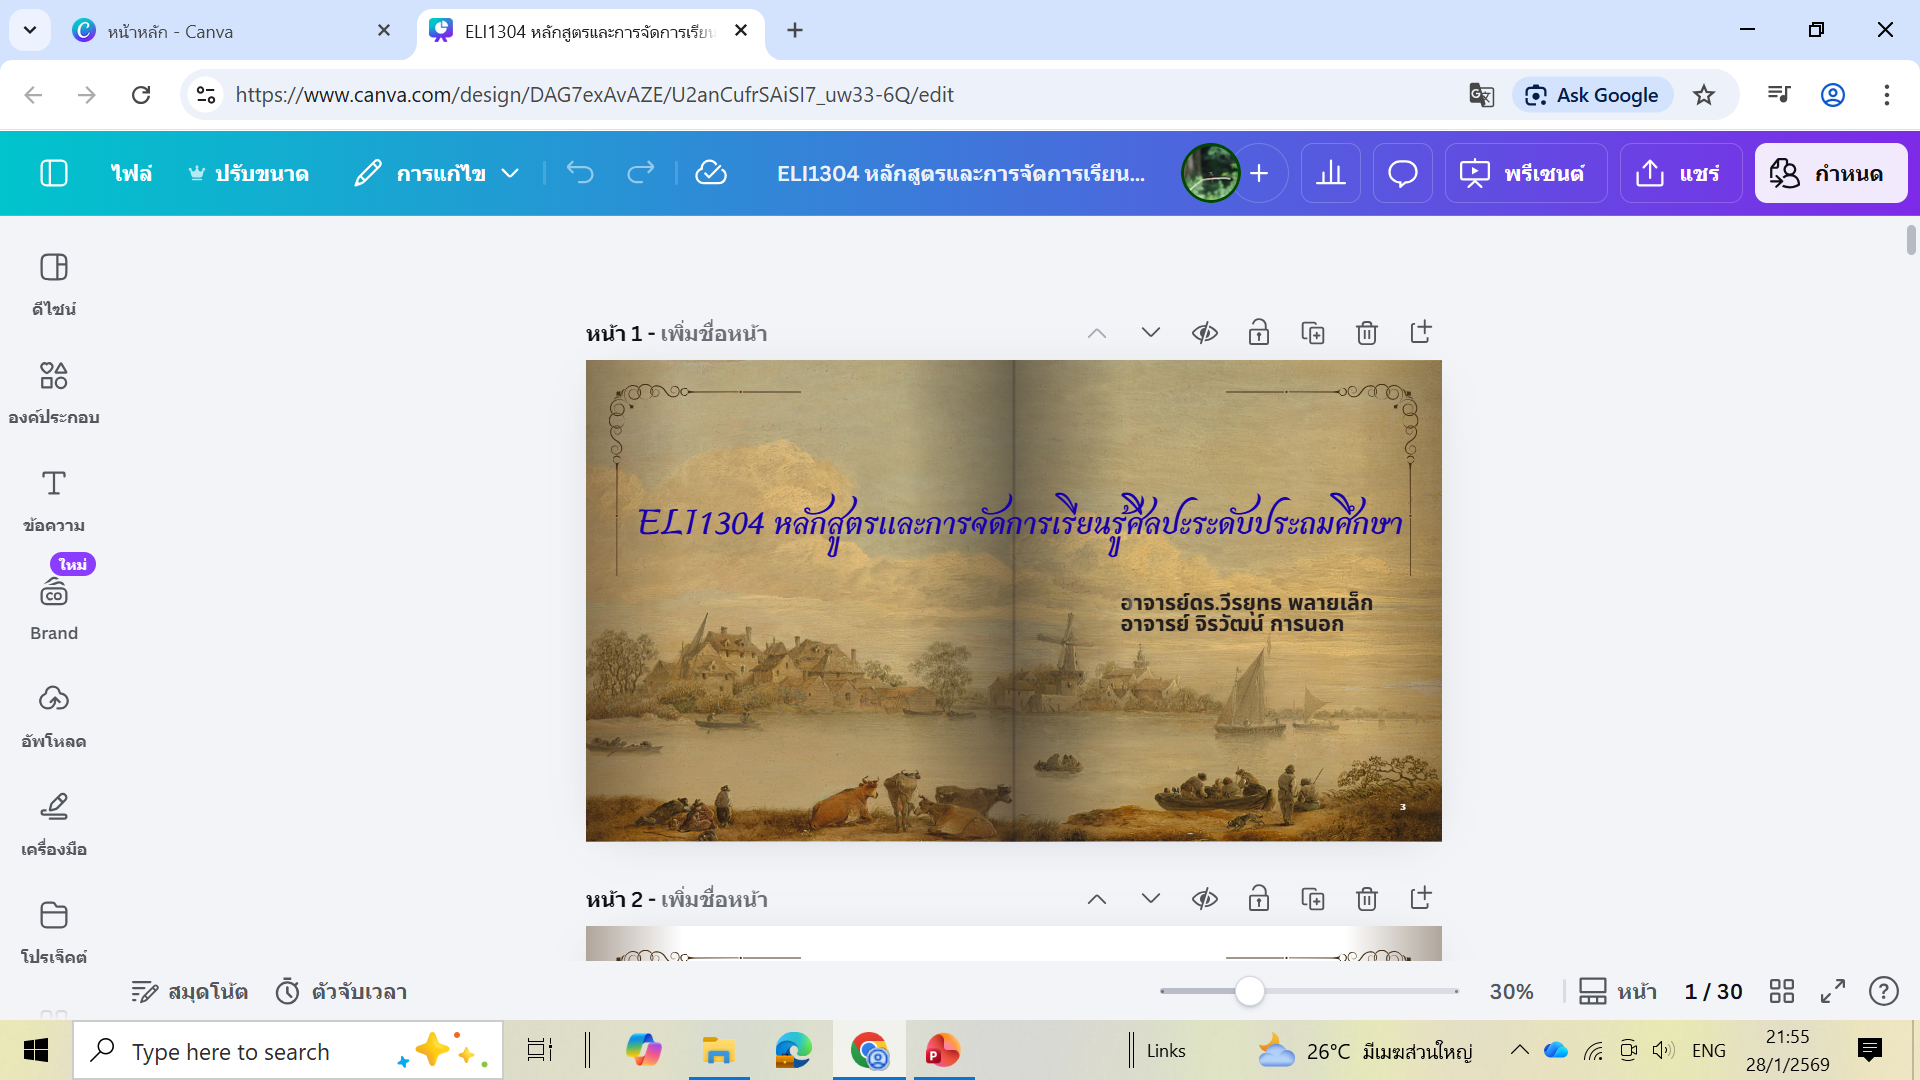 หน้าหลัก - Canva
ELI1304 หลักสูตรและการจัดการเรียน
https://www.canva.com/design/DAG7exAvAZE/U2anCufrSAiSI7_uw33-6Q/edit
Ask Google
ไฟล์
ปรับขนาด
การแก้ไข
ELI1304 หลักสูตรและการจัดการเรียน...
พรีเซนต์
แชร์
กำหนด
ดีไซน์
องค์ประกอบ
ข้อความ
ใหม่
Brand
อัพโหลด
เครื่องมือ
โปรเจ็คต์
หน้า 1 - เพิ่มชื่อหน้า
ELI1304 หลักสูตรและการจัดการเรียนรู้ศิลปะระดับประถมศึกษา
อาจารย์ดร.วีรยุทธ พลายเล็ก
อาจารย์ จิรวัฒน์ การนอก
3
หน้า 2 - เพิ่มชื่อหน้า
สมุดโน้ต
ตัวจับเวลา
30%
หน้า
1 / 30
Type here to search
Links
26°C มีเมฆส่วนใหญ่
ENG
21:55
28/1/2569